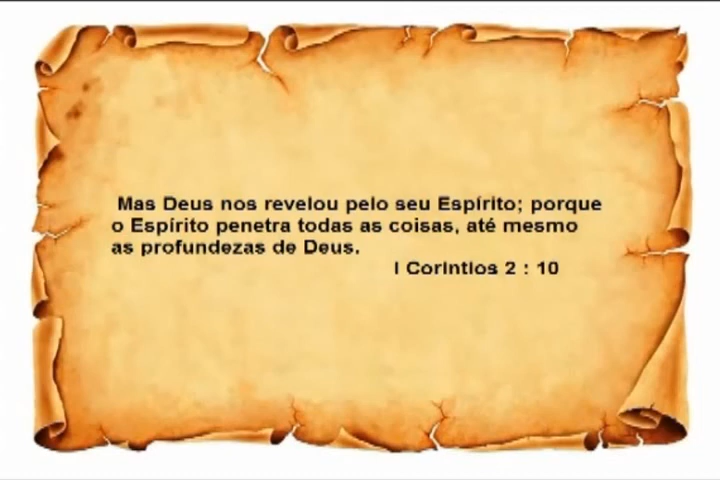 Mas Deus nos revelou pelo seu Espírito; porque
o Espírito penetra todas as coisas, até mesmo
as profundezas de Deus.
I Coríntios 2 : 10